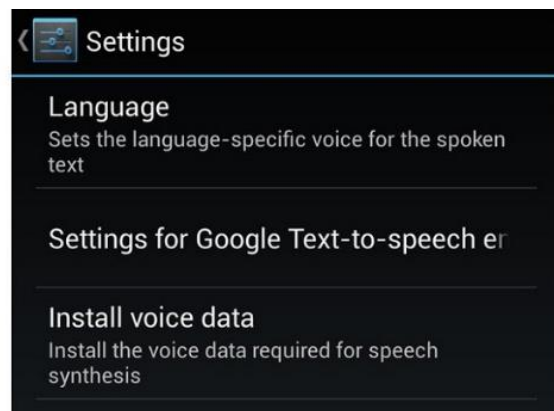 Settings
Language
Sets the language-specific voice for the spoken
text
Settings for Google Text-to-speech en
Install voice data
Install the voice data required for speech
synthesis